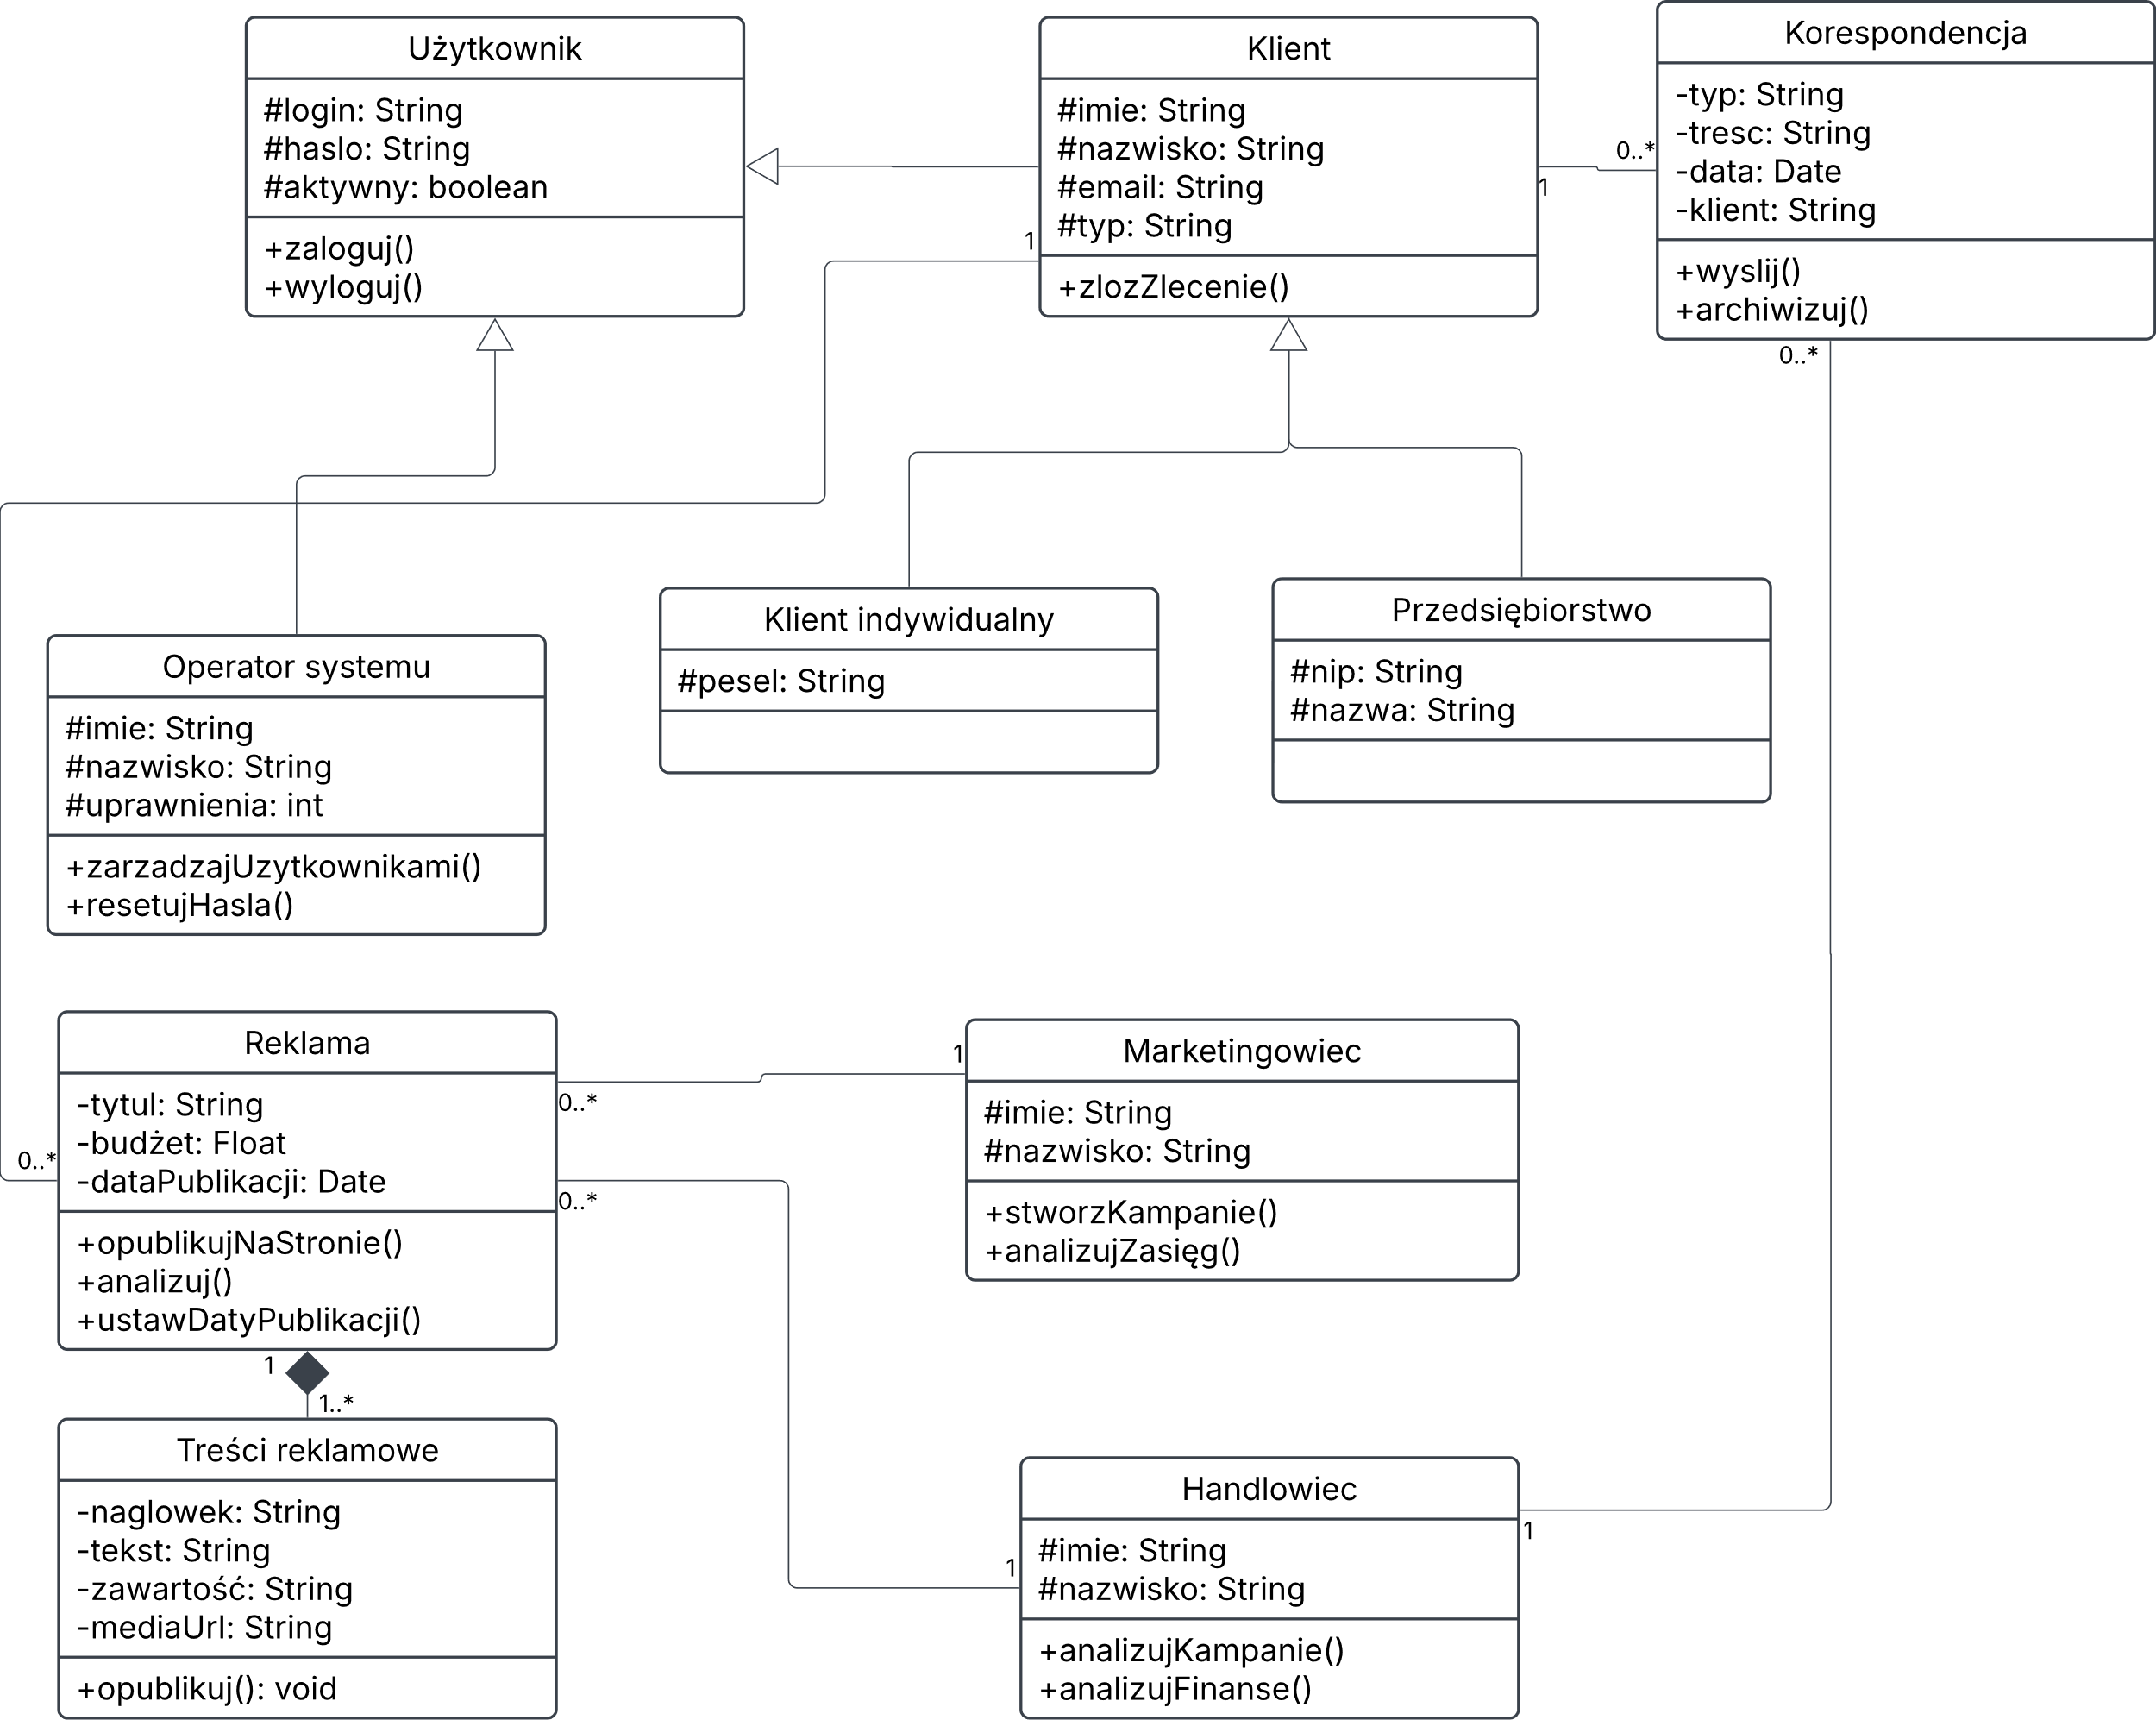 Użytkownik
#login: String
#haslo: String
#aktywny: boolean
+zaloguj()
+wyloguj()
Klient
#imie: String
#nazwisko: String
#email: String
#typ: String
+zlozZlecenie()
1
1
0..*
Korespondencja
-typ: String
-tresc: String
-data: Date
-klient: String
+wyslij()
+archiwizuj()
0..*
Operator systemu
#imie: String
#nazwisko: String
#uprawnienia: int
+zarzadzajUzytkownikami()
+resetujHasla()
Klient indywidualny
#pesel: String
Przedsiębiorstwo
#nip: String
#nazwa: String
Reklama
-tytul: String
-budżet: Float
-dataPublikacji: Date
+opublikujNaStronie()
+analizuj()
+ustawDatyPublikacji()
0..*
0..*
0..*
1
Marketingowiec
#imie: String
#nazwisko: String
+stworzKampanie()
+analizujZasięg()
1
1..*
Treści reklamowe
-naglowek: String
-tekst: String
-zawartość: String
-mediaUrl: String
+opublikuj(): void
Handlowiec
#imie: String
#nazwisko: String
+analizujKampanie()
+analizujFinanse()
1
1